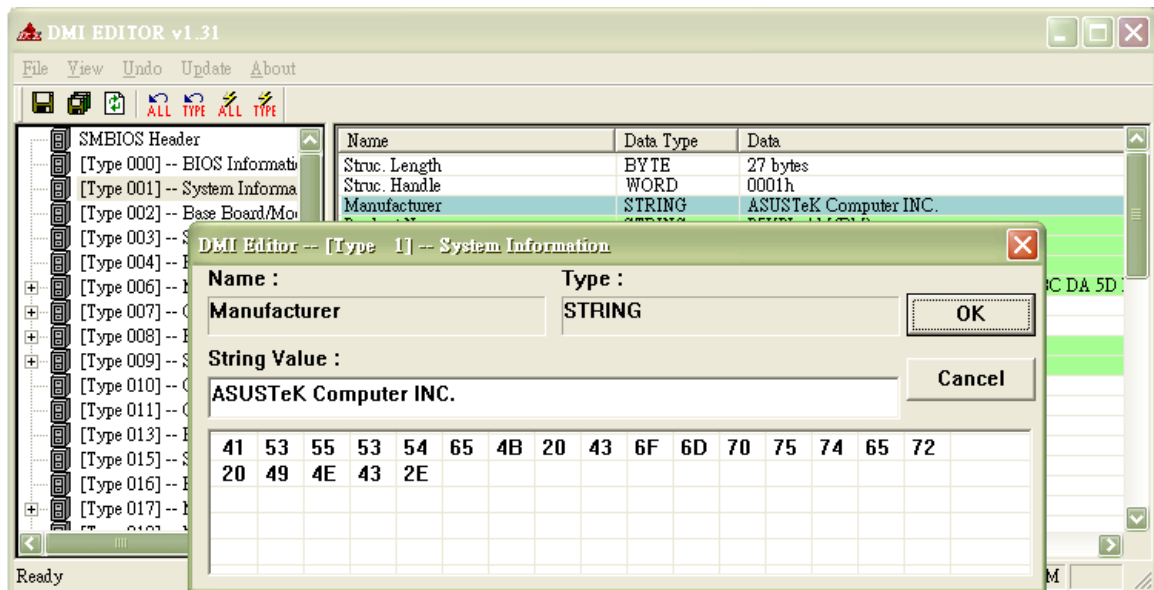 DMI EDITOR v1.31
File View Undo Update About
ALL TYPE ALL TYPE
SMBIOS Header
[Type 000] -- BIOS Informati
[Type 001] -- System Informa
[Type 002] -- Base Board/Mo
[Type 003] --
[Type 004] --
[Type 006] --
[Type 007] --
[Type 008] --
[Type 009] --
[Type 010] --
[Type 011] --
[Type 013] --
[Type 015] --
[Type 016] --
[Type 017] --
Name Data Type Data
Struc. Length BYTE 27 bytes
Struc. Handle WORD 0001h
Manufacturer STRING ASUSTeK Computer INC.
DA 5D
DMI Editor -- [Type 1] -- System Information
Name : Type :
Manufacturer STRING
OK
String Value :
Cancel
ASUSTeK Computer INC.
41 53 55 53 54 65 4B 20 43 6F 6D 70 75 74 65 72
20 49 4E 43 2E
Ready